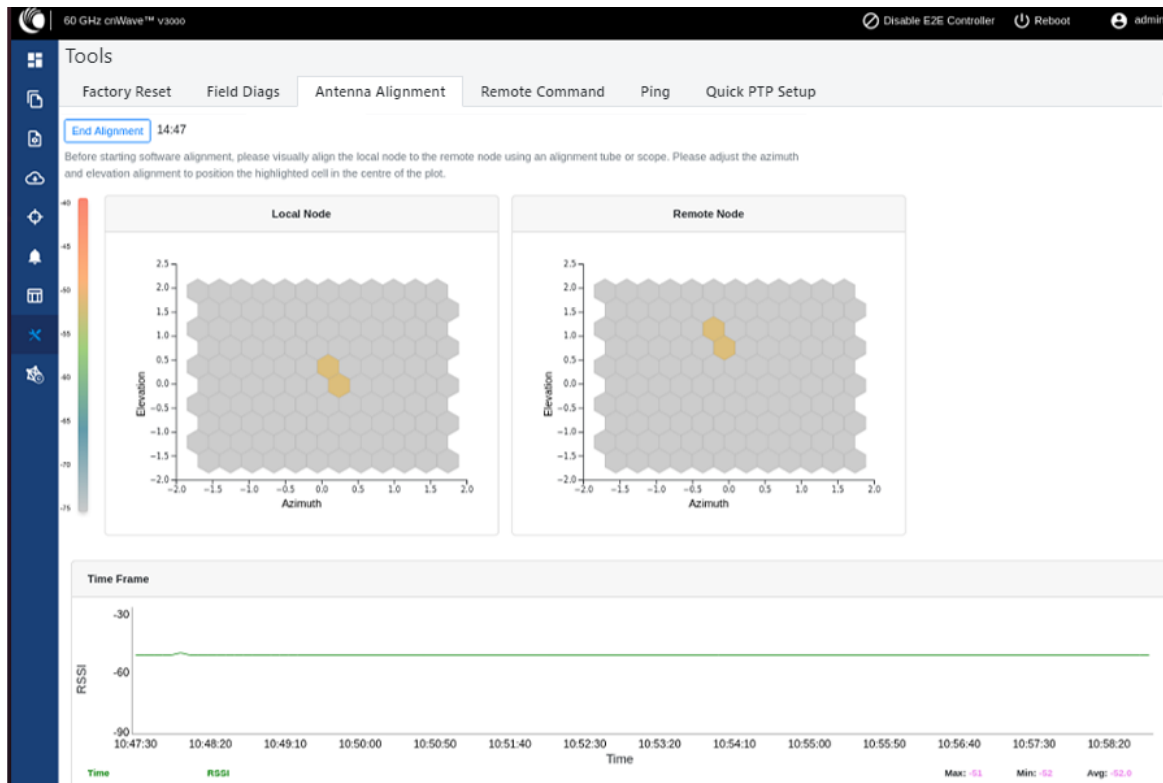 60 GHz cnWave™ V3000
Disable E2E Controller
Reboot
admin
Tools
Factory Reset
Field Diags
Antenna Alignment
Remote Command
Ping
Quick PTP Setup
End Alignment 14:47
Before starting software alignment, please visually align the local node to the remote node using an alignment tube or scope. Please adjust the azimuth
and elevation alignment to position the highlighted cell in the centre of the plot.
-40
-45
-50
-55
-60
-65
-70
-75
Local Node
2.5
2.0
1.5
1.0
0.5
0.0
−0.5
−1.0
−1.5
−2.0
Elevation
−2.0 −1.5 −1.0 −0.5 0.0 0.5 1.0 1.5 2.0
Azimuth
Remote Node
2.5
2.0
1.5
1.0
0.5
0.0
−0.5
−1.0
−1.5
−2.0
Elevation
−2.0 −1.5 −1.0 −0.5 0.0 0.5 1.0 1.5 2.0
Azimuth
Time Frame
-30
-60
-90
RSSI
10:47:30 10:48:20 10:49:10 10:50:00 10:50:50 10:51:40 10:52:30 10:53:20 10:54:10 10:55:00 10:55:50 10:56:40 10:57:30 10:58:20
Time
Time RSSI Max: -51 Min: -52 Avg: -52.0